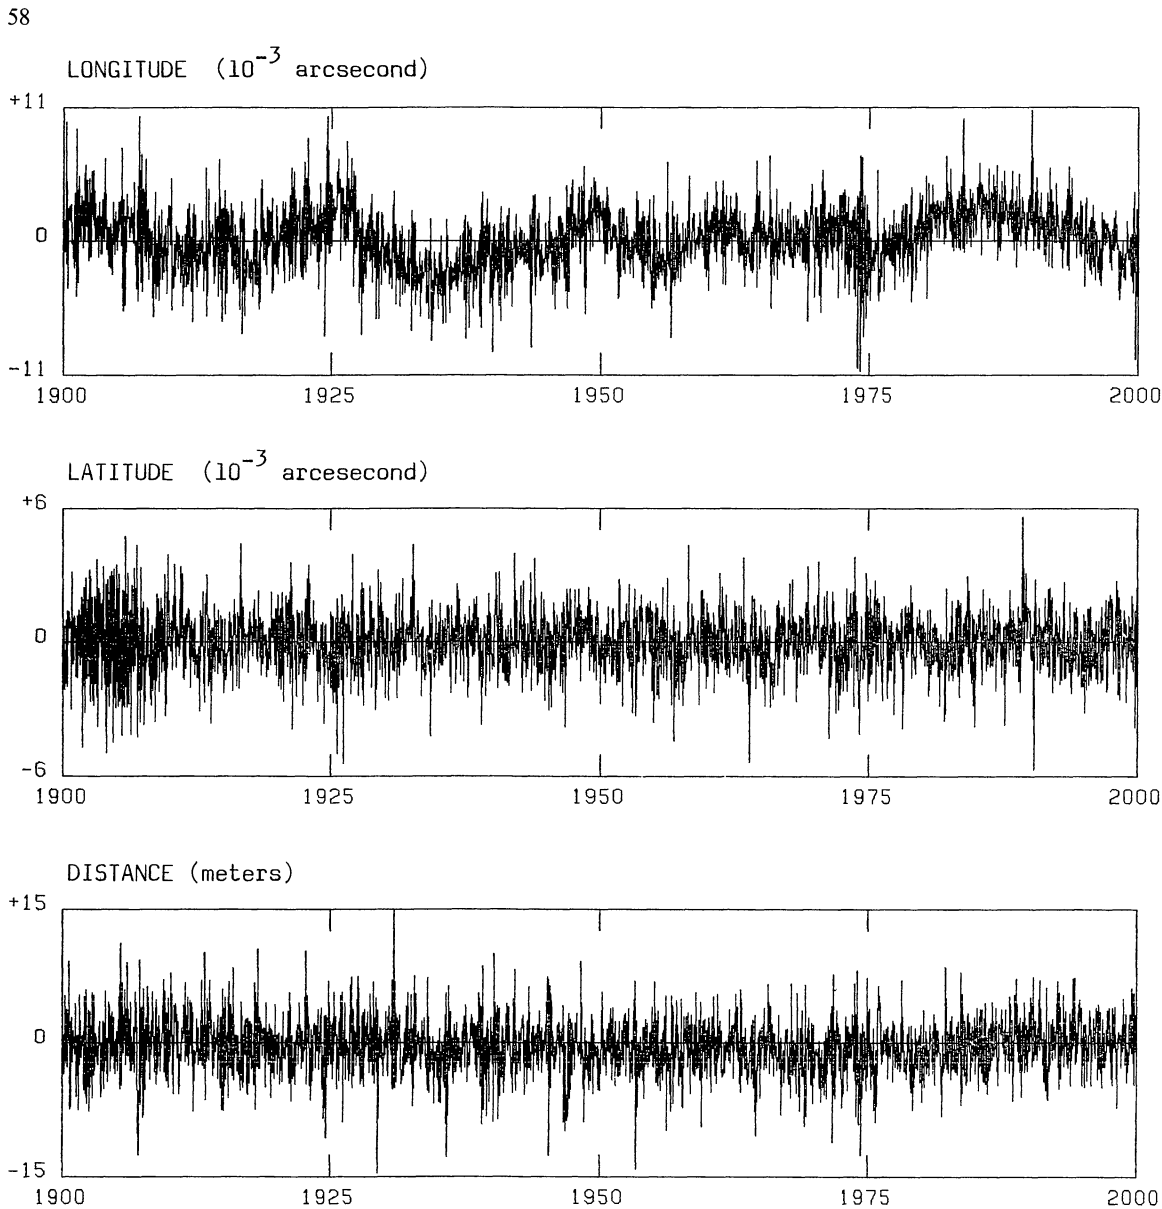 58
LONGITUDE (10⁻³ arcsecond)
+11
0
-11
1900 1925 1950 1975 2000
LATITUDE (10⁻³ arcesecond)
+6
0
-6
1900 1925 1950 1975 2000
DISTANCE (meters)
+15
0
-15
1900 1925 1950 1975 2000